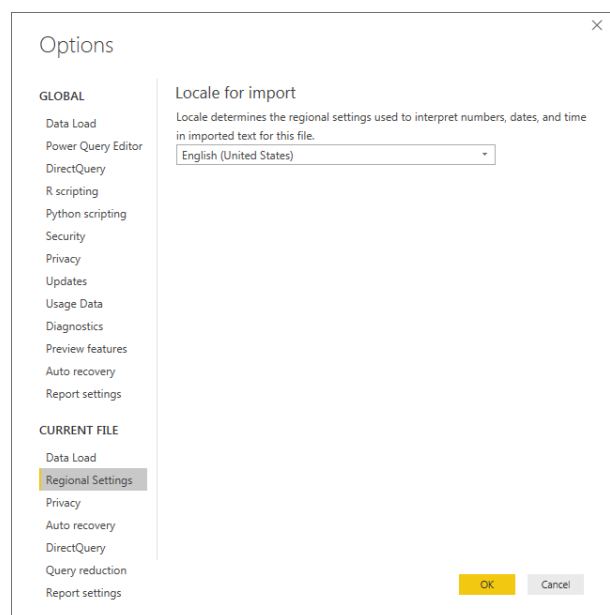 Options
GLOBAL
Data Load
Power Query Editor
DirectQuery
R scripting
Python scripting
Security
Privacy
Updates
Usage Data
Diagnostics
Preview features
Auto recovery
Report settings
CURRENT FILE
Data Load
Regional Settings
Privacy
Auto recovery
DirectQuery
Query reduction
Report settings
Locale for import
Locale determines the regional settings used to interpret numbers, dates, and time
in imported text for this file.
English (United States)
OK
Cancel